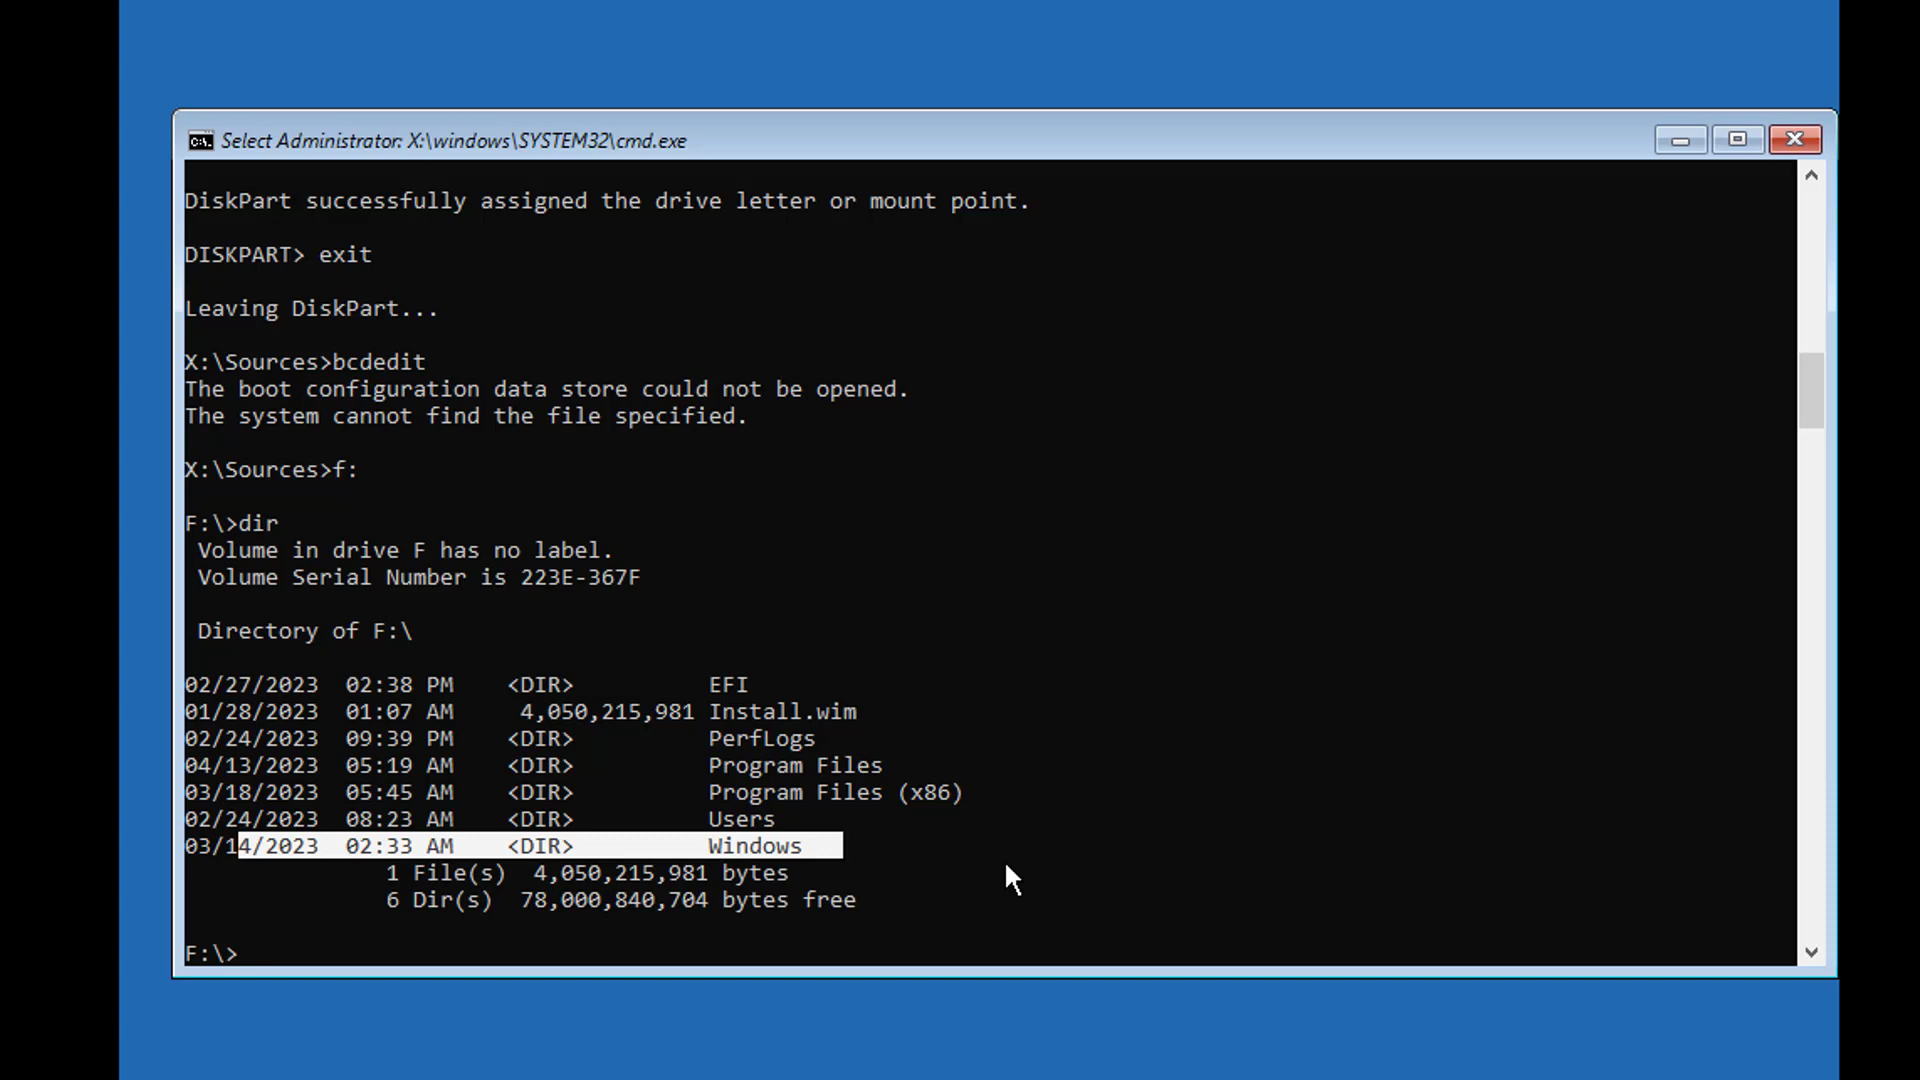 Select Administrator: X:\windows\SYSTEM32\cmd.exe
DiskPart successfully assigned the drive letter or mount point.
DISKPART> exit
Leaving DiskPart...
X:\Sources>bcdedit
The boot configuration data store could not be opened.
The system cannot find the file specified.
X:\Sources>f:
F:\>dir
 Volume in drive F has no label.
 Volume Serial Number is 223E-367F
 Directory of F:\
02/27/2023  02:38 PM    <DIR>          EFI
01/28/2023  01:07 AM     4,050,215,981 Install.wim
02/24/2023  09:39 PM    <DIR>          PerfLogs
04/13/2023  05:19 AM    <DIR>          Program Files
03/18/2023  05:45 AM    <DIR>          Program Files (x86)
02/24/2023  08:23 AM    <DIR>          Users
03/14/2023  02:33 AM    <DIR>          Windows
               1 File(s)  4,050,215,981 bytes
               6 Dir(s)  78,000,840,704 bytes free
F:\>